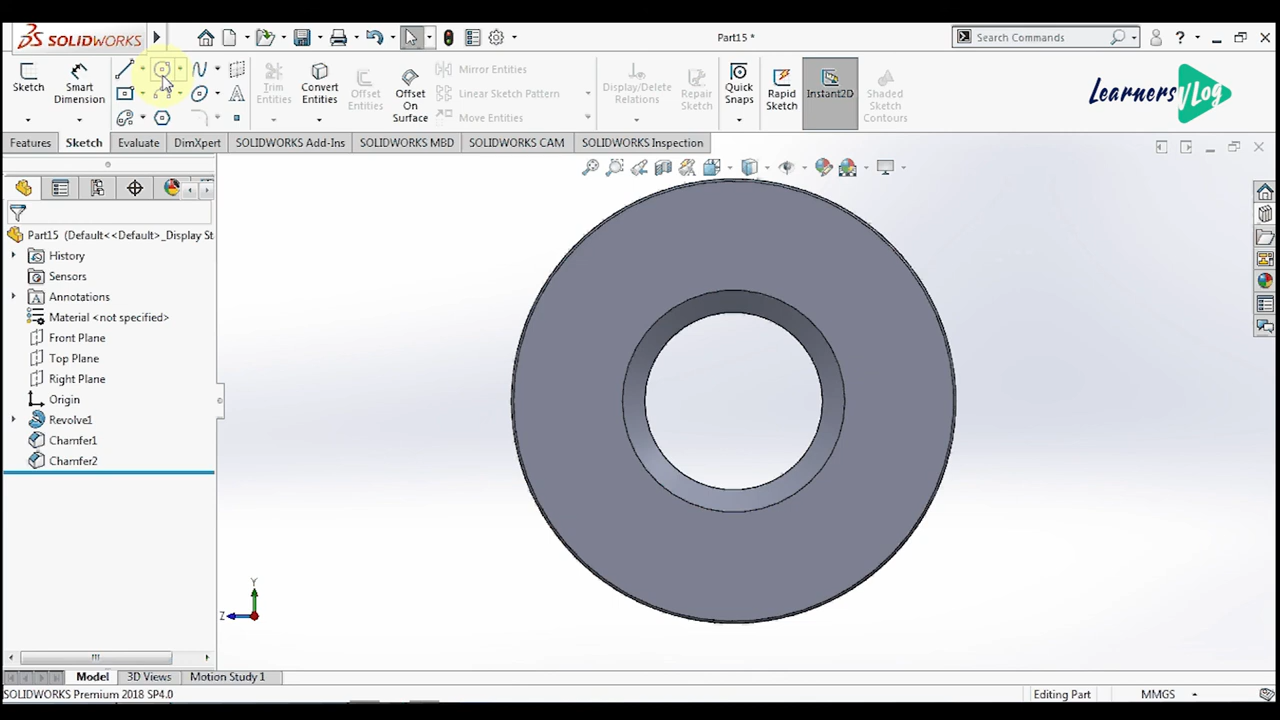 SOLIDWORKS
Part15 *
Search Commands
Sketch
Smart
Dimension
Trim
Entities
Convert
Entities
Offset
Entities
Offset
On
Surface
Mirror Entities
Linear Sketch Pattern
Move Entities
Display/Delete
Relations
Repair
Sketch
Quick
Snaps
Rapid
Sketch
Instant2D
Shaded
Sketch
Contours
Learners Vlog
Features
Sketch
Evaluate
DimXpert
SOLIDWORKS Add-Ins
SOLIDWORKS MBD
SOLIDWORKS CAM
SOLIDWORKS Inspection
Part15 (Default<<Default>_Display St
History
Sensors
Annotations
Material <not specified>
Front Plane
Top Plane
Right Plane
Origin
Revolve1
Chamfer1
Chamfer2
Y
Z
Model
3D Views
Motion Study 1
SOLIDWORKS Premium 2018 SP4.0
Editing Part
MMGS